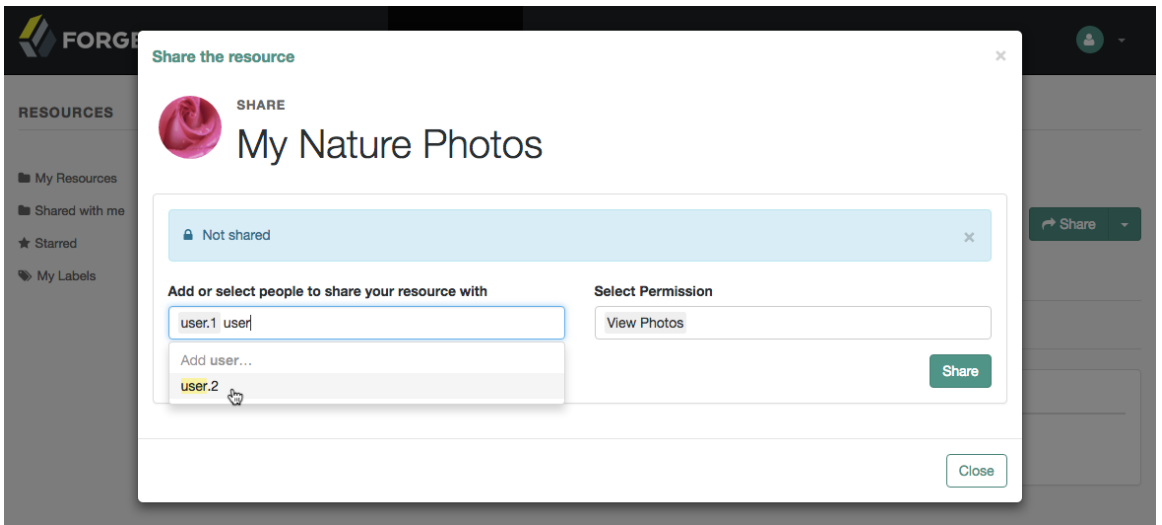 FORGE
Share the resource
×
SHARE
My Nature Photos
RESOURCES
My Resources
Shared with me
Starred
My Labels
Share
Not shared
×
Add or select people to share your resource with
Select Permission
user.1 user
View Photos
Add user...
user.2
Share
Close